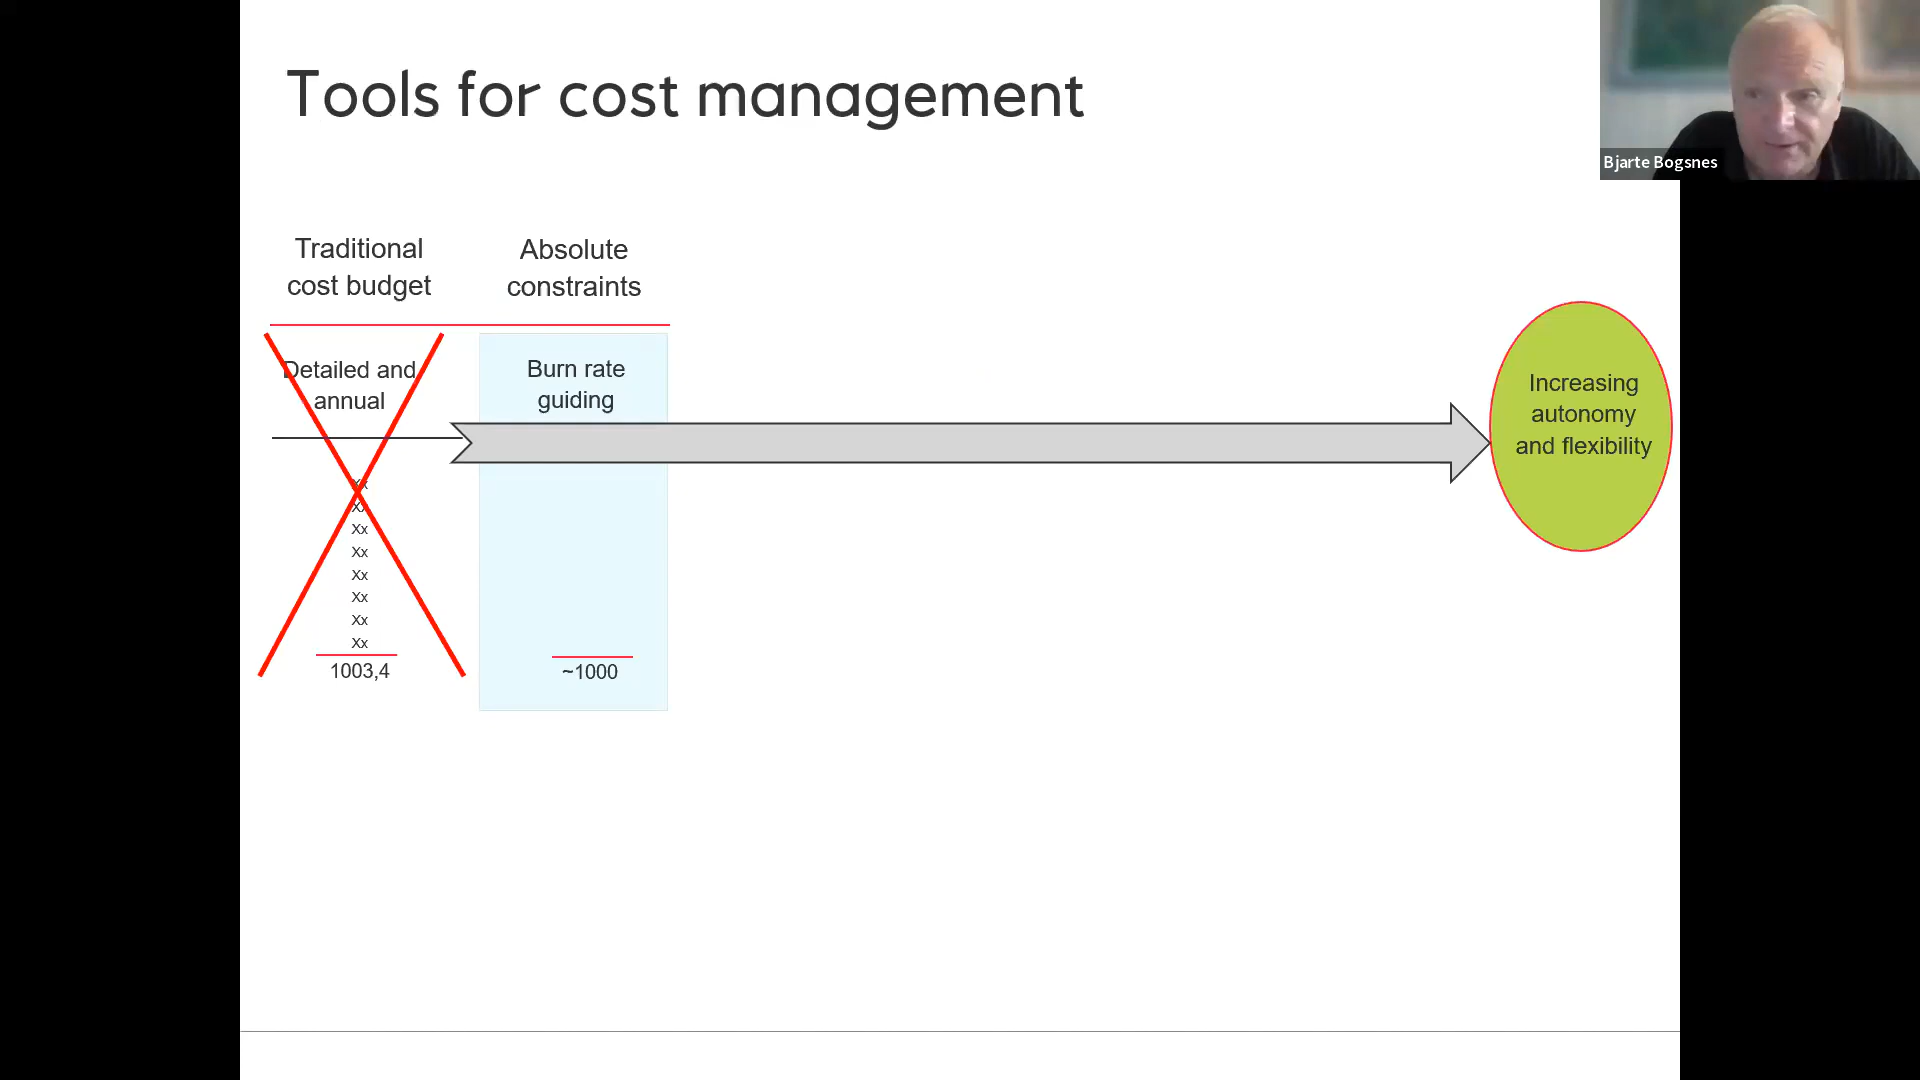 Tools for cost management
Bjarte Bogsnes
Traditional
cost budget
Absolute
constraints
Detailed and
annual
Burn rate
guiding
Increasing
autonomy
and flexibility
Xx
Xx
Xx
Xx
Xx
Xx
Xx
Xx
1003,4
~1000